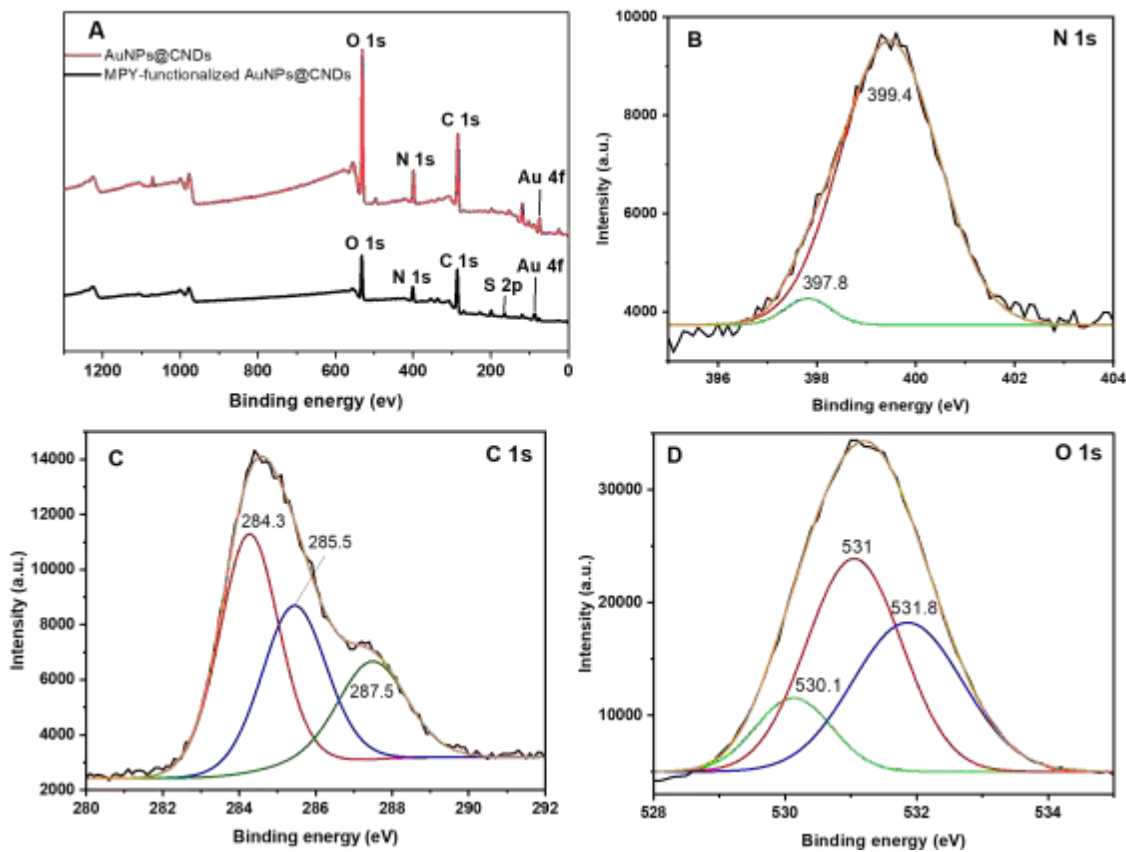 A
AuNPs@CNDs
MPY-functionalized AuNPs@CNDs
O 1s
N 1s
C 1s
Au 4f
O 1s
N 1s
C 1s
S 2p
Au 4f
1200 1000 800 600 400 200 0
Binding energy (ev)
B
N 1s
10000
8000
6000
4000
399.4
397.8
Intensity (a.u.)
396 398 400 402 404
Binding energy (eV)
C
C 1s
14000
12000
10000
8000
6000
4000
2000
284.3
285.5
287.5
Intensity (a.u.)
280 282 284 286 288 290 292
Binding energy (eV)
D
O 1s
30000
20000
10000
531
531.8
530.1
Intensity (a.u.)
528 530 532 534
Binding energy (eV)